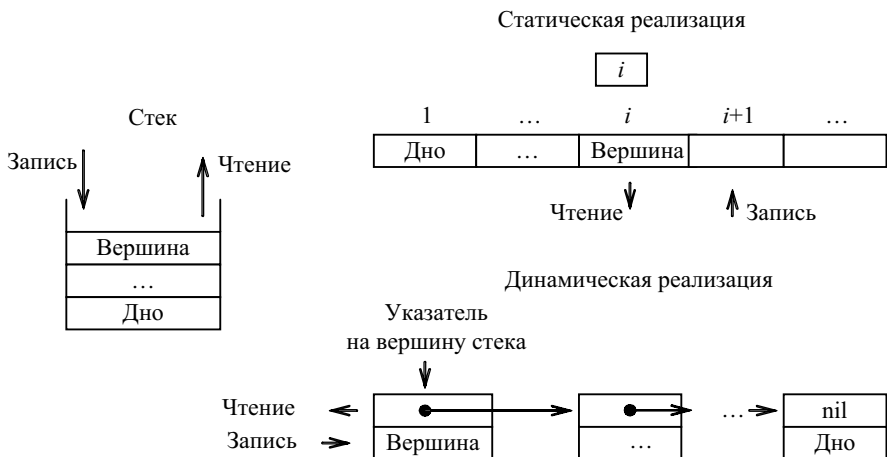 Статическая реализация
i
1 … i i+1 …
Стек
Дно … Вершина
Запись Чтение
Чтение Запись
Вершина
…
Дно
Динамическая реализация
Указатель
на вершину стека
Чтение … nil
Запись Вершина … Дно